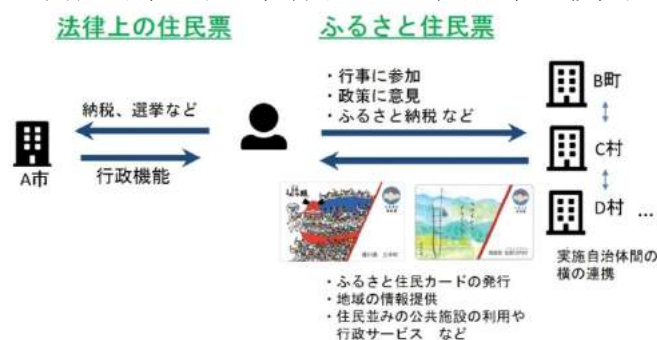 法律上の住民票
ふるさと住民票
・行事に参加
・政策に意見
・ふるさと納税 など
納税、選挙など
行政機能
A市
B町
C村
D村 …
実施自治体間の
横の連携
・ふるさと住民カードの発行
・地域の情報提供
・住民並みの公共施設の利用や
行政サービス など